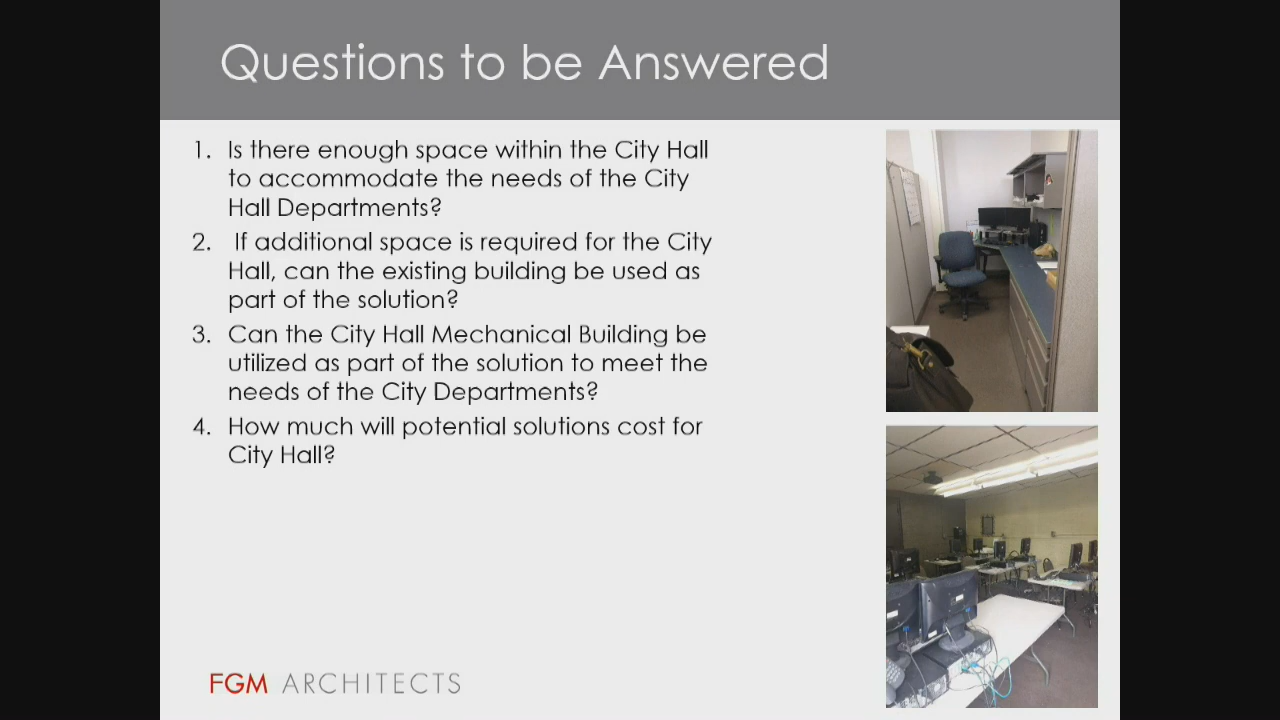 Questions to be Answered
1. Is there enough space within the City Hall
to accommodate the needs of the City
Hall Departments?
2. If additional space is required for the City
Hall, can the existing building be used as
part of the solution?
3. Can the City Hall Mechanical Building be
utilized as part of the solution to meet the
needs of the City Departments?
4. How much will potential solutions cost for
City Hall?
FGM ARCHITECTS